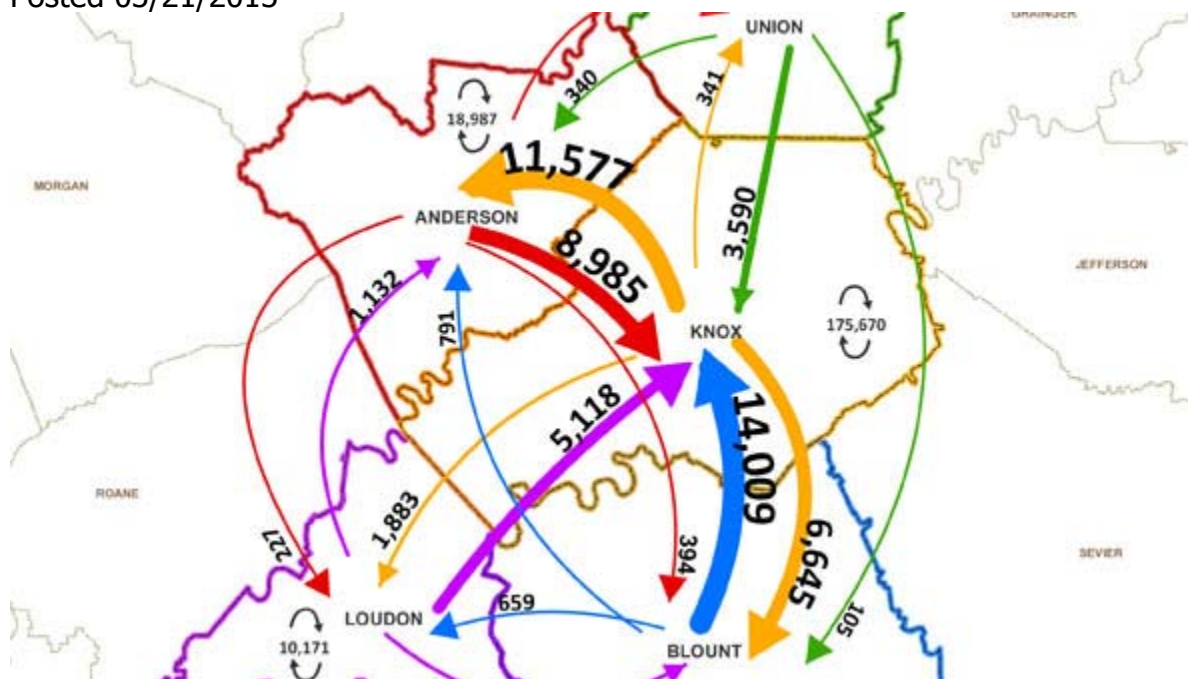 Posted 05/21/2015
GRAINJER
UNION
340
341
18,987
11,577
MORGAN
ANDERSON
3,590
8,985
JEFFERSON
1,132
791
175,670
KNOX
5,118
14,009
ROANE
1,883
227
394
6,645
SEVIER
659
105
LOUDON
10,171
BLOUNT